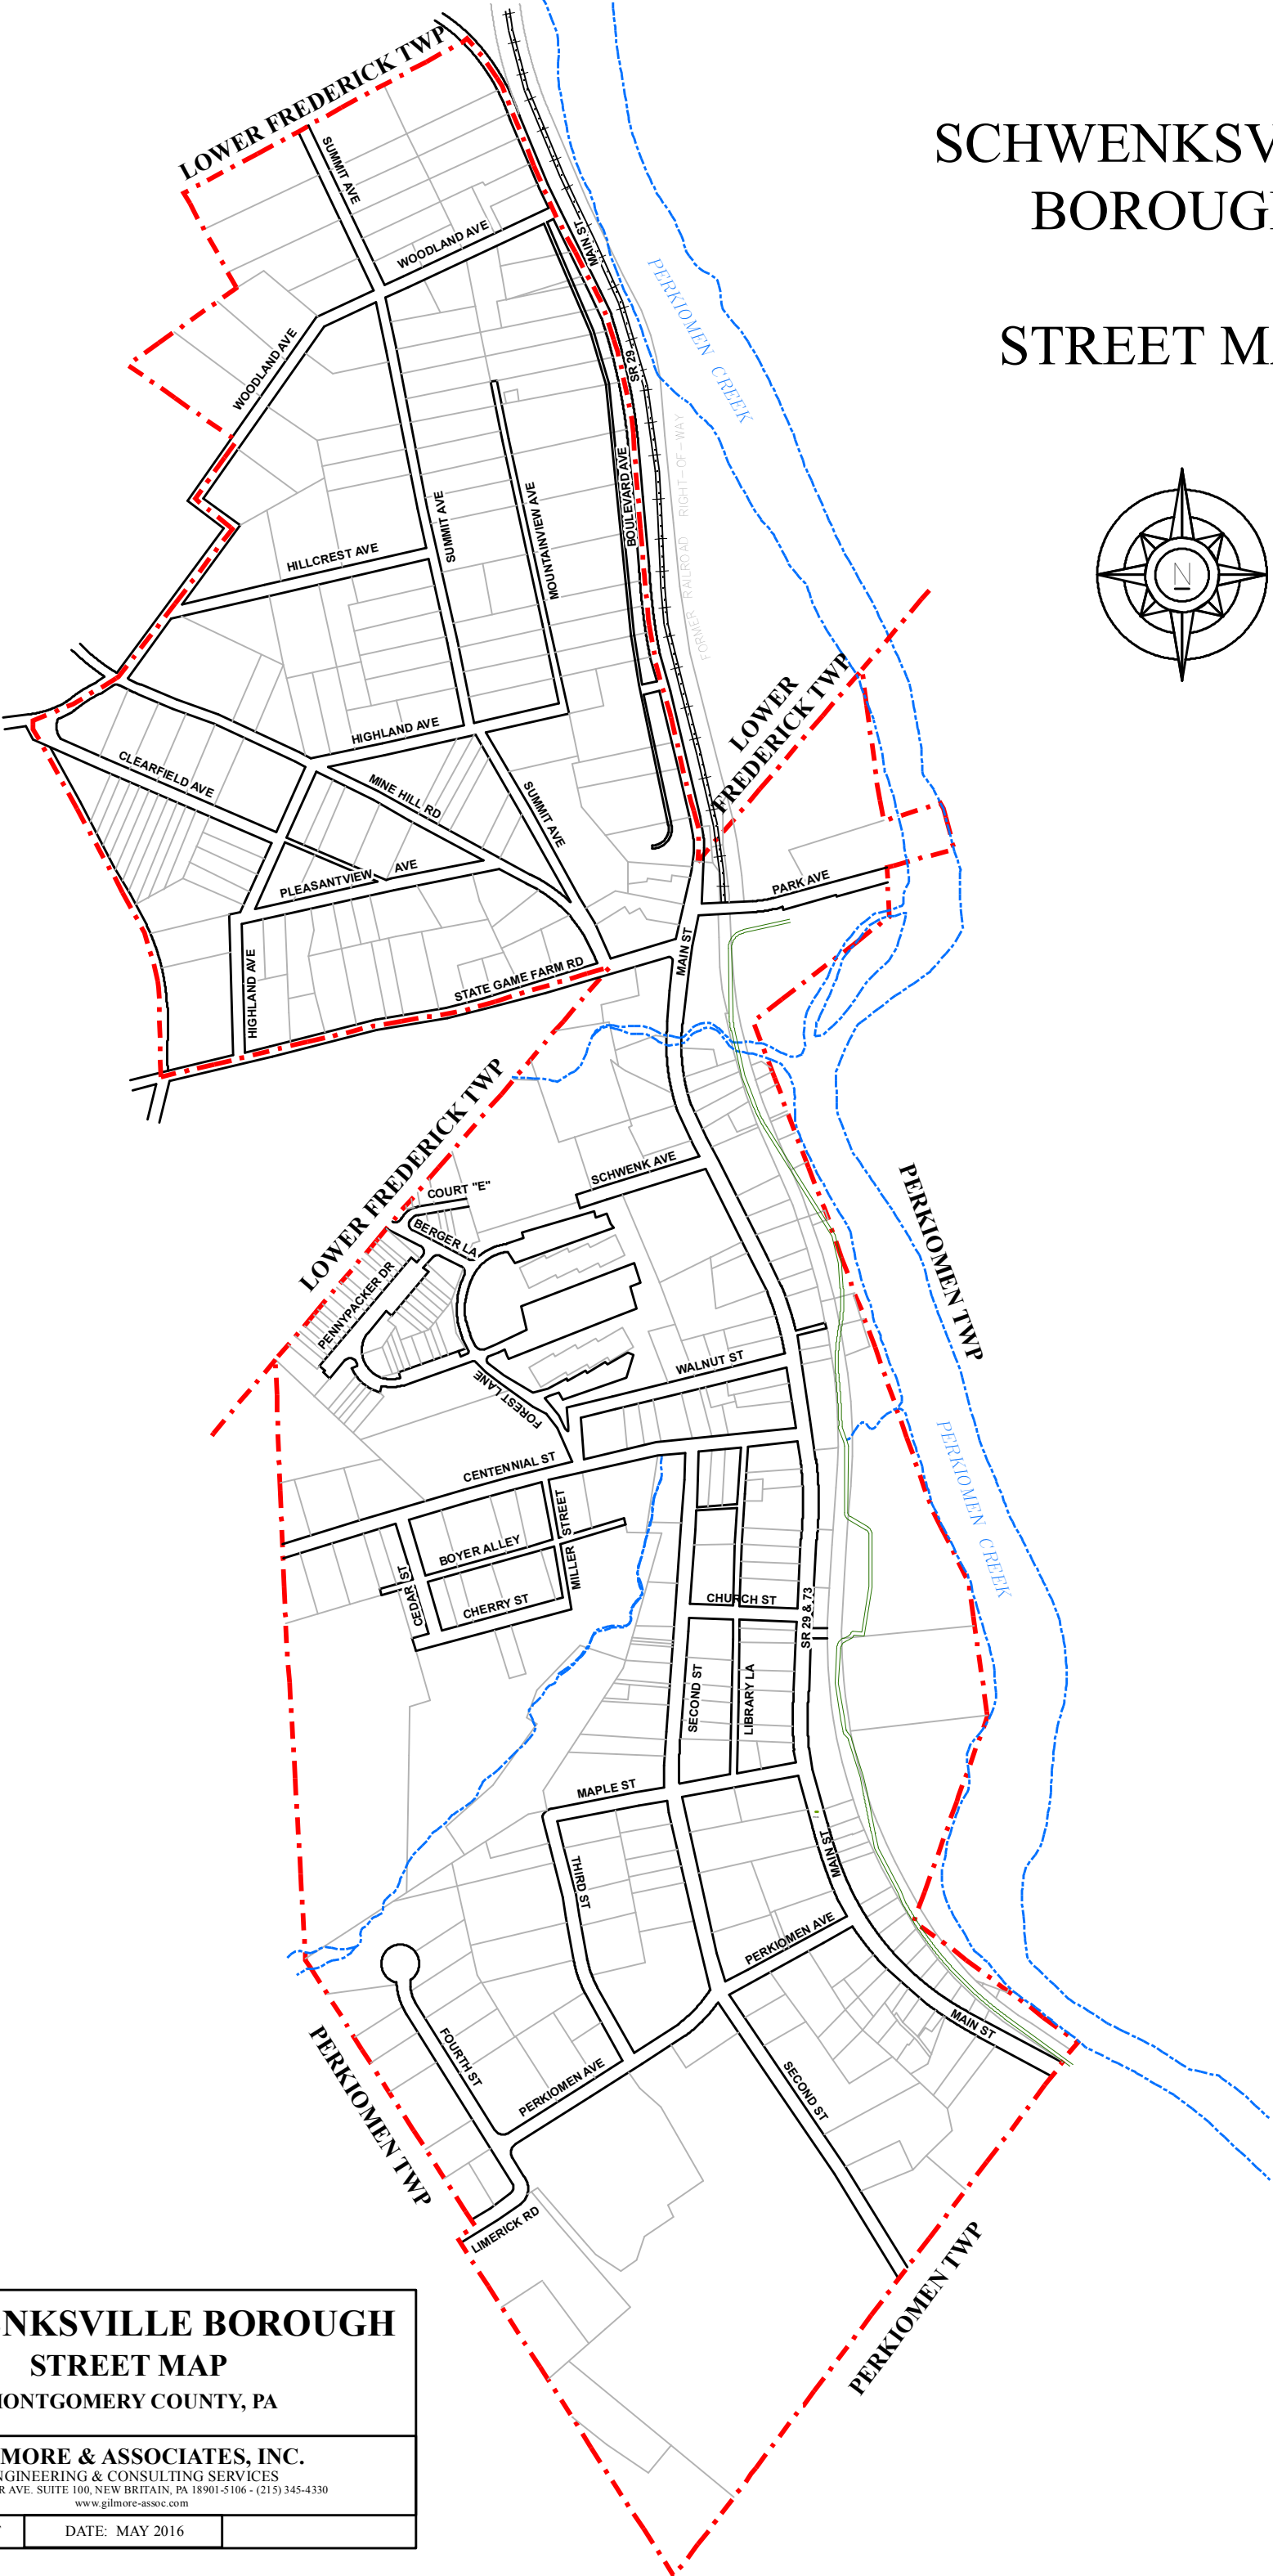 SCHWENKSV
BOROUG
STREET M
N
LOWER FREDERICK TWP
SUMMIT AVE
WOODLAND AVE
MAIN ST
PERKIOMEN CREEK
WOODLAND AVE
SR 29
FORMER RAILROAD RIGHT-OF-WAY
BOULEVARD AVE
SUMMIT AVE
MOUNTAINVIEW AVE
HILLCREST AVE
LOWER
FREDERICK TWP
HIGHLAND AVE
CLEARFIELD AVE
MINE HILL RD
SUMMIT AVE
PLEASANTVIEW AVE
PARK AVE
MAIN ST
HIGHLAND AVE
STATE GAME FARM RD
LOWER FREDERICK TWP
SCHWENK AVE
COURT "E"
BERGER LA
PENNYPACKER DR
PERKIOMEN TWP
WALNUT ST
FOREST LANE
CENTENNIAL ST
PERKIOMEN CREEK
MILLER STREET
BOYER ALLEY
CEDAR ST
CHERRY ST
CHURCH ST
SR 29 & 73
SECOND ST
LIBRARY LA
MAPLE ST
MAIN ST
THIRD ST
PERKIOMEN AVE
MAIN ST
FOURTH ST
PERKIOMEN AVE
SECOND ST
PERKIOMEN TWP
LIMERICK RD
PERKIOMEN TWP
NKSVILLE BOROUGH
STREET MAP
ONTGOMERY COUNTY, PA
MORE & ASSOCIATES, INC.
NGINEERING & CONSULTING SERVICES
R AVE. SUITE 100, NEW BRITAIN, PA 18901-5106 - (215) 345-4330
www.gilmore-assoc.com
DATE: MAY 2016